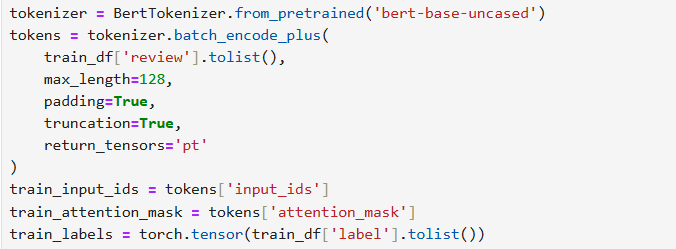 tokenizer = BertTokenizer.from_pretrained('bert-base-uncased')
tokens = tokenizer.batch_encode_plus(
    train_df['review'].tolist(),
    max_length=128,
    padding=True,
    truncation=True,
    return_tensors='pt'
)
train_input_ids = tokens['input_ids']
train_attention_mask = tokens['attention_mask']
train_labels = torch.tensor(train_df['label'].tolist())